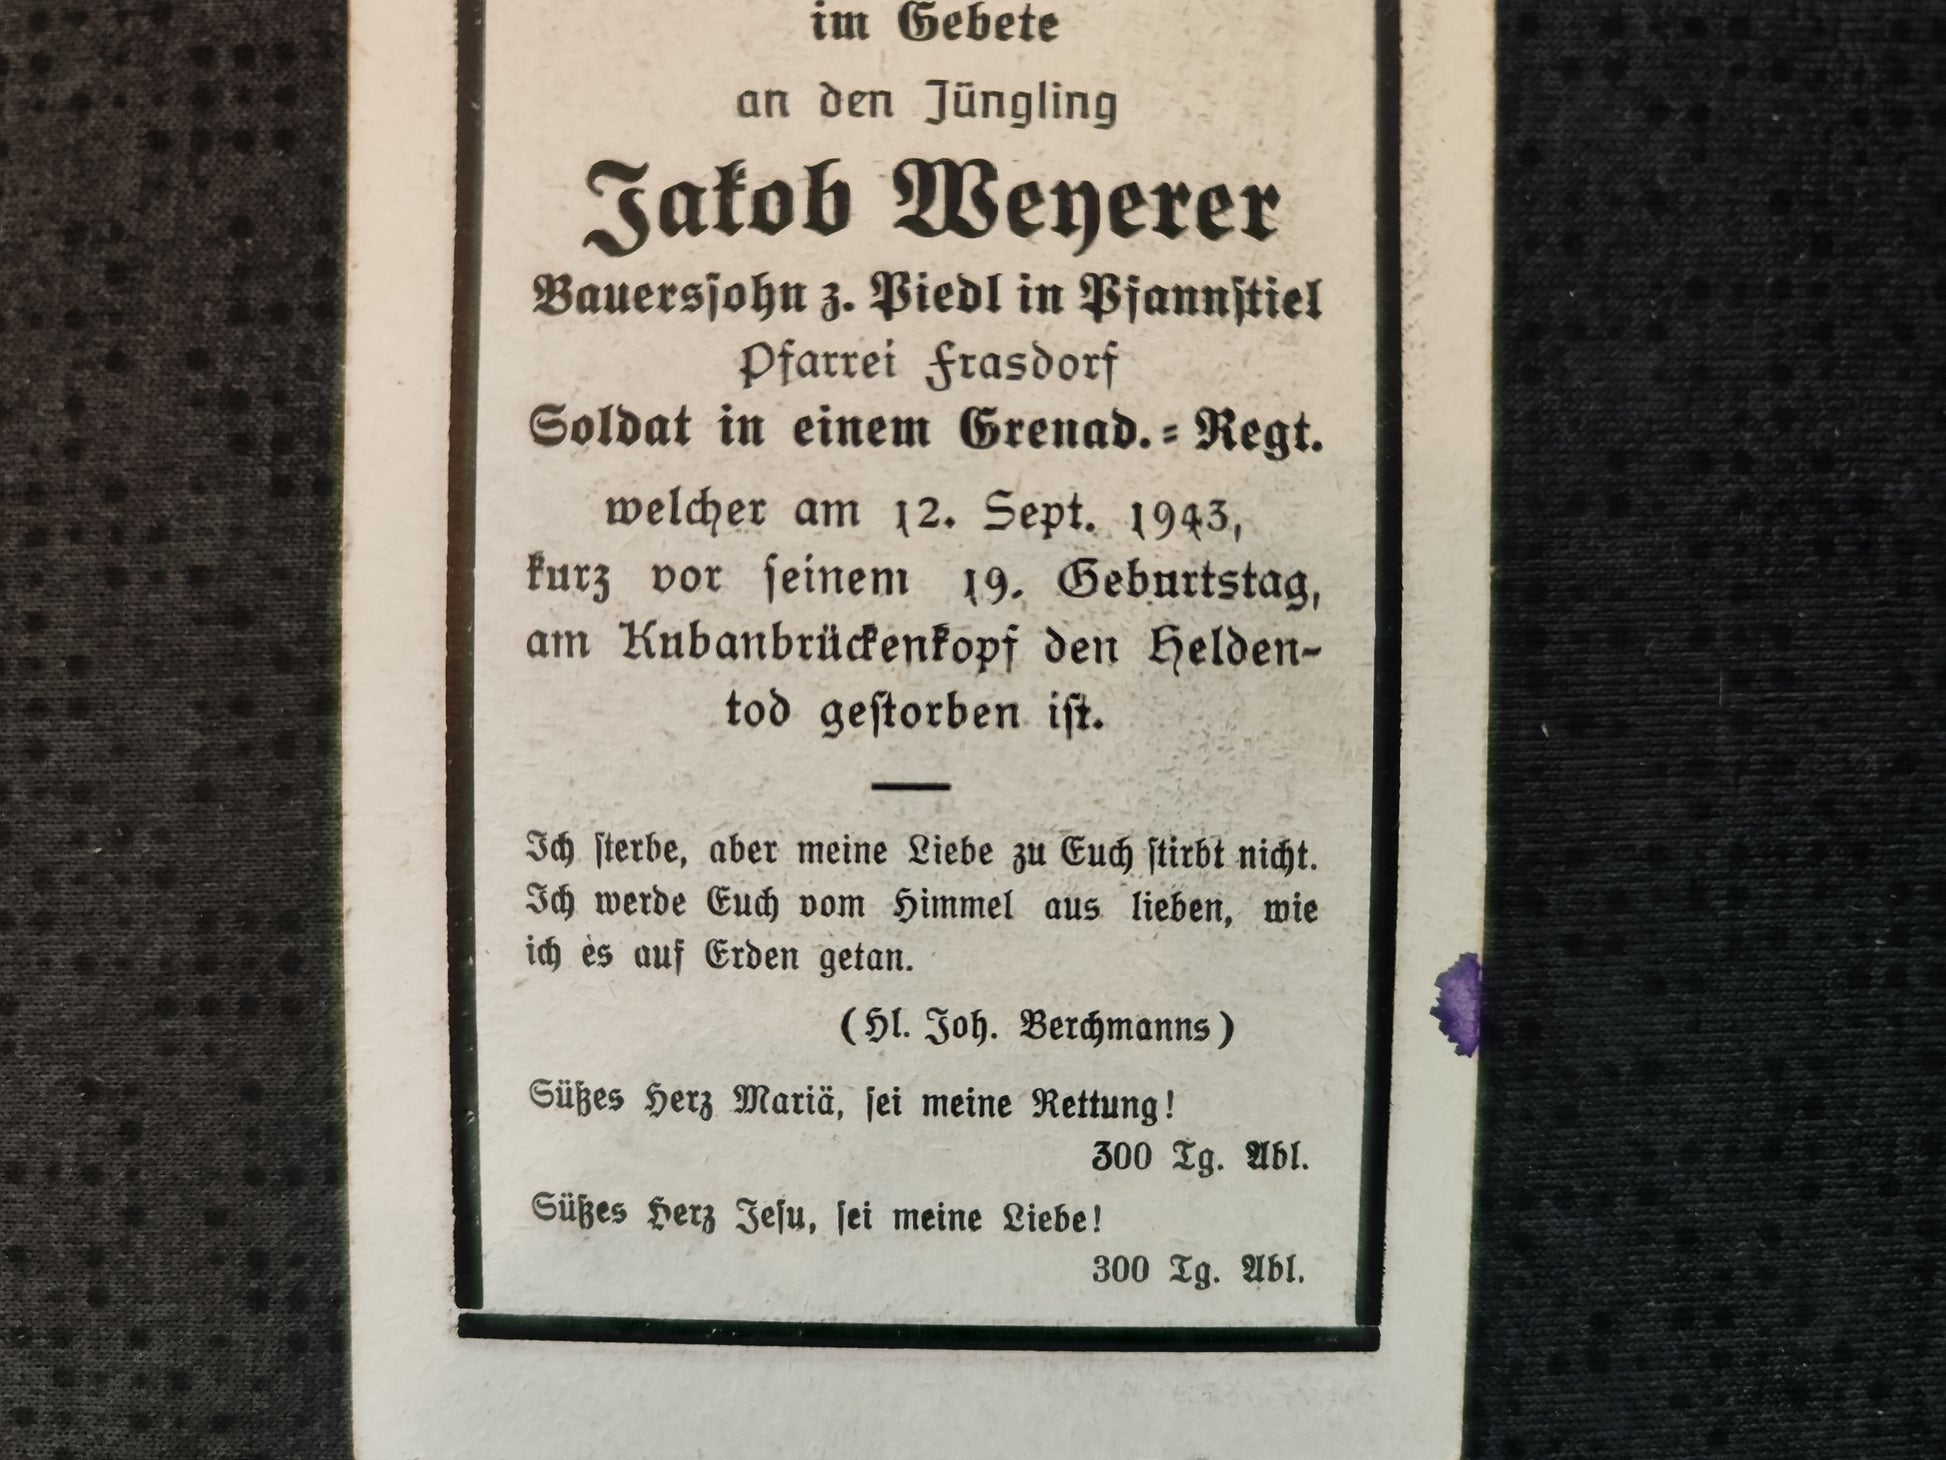 im Gebete
an den Jüngling
Jakob Weyerer
Bauerssohn z. Piedl in Pfannstiel
Pfarrei Frasdorf
Soldat in einem Grenad.-Regt.
welcher am 12. Sept. 1943,
kurz vor seinem 19. Geburtstag,
am Kubanbrückenkopf den Helden-
tod gestorben ist.
Ich sterbe, aber meine Liebe zu Euch stirbt nicht.
Ich werde Euch vom Himmel aus lieben, wie
ich es auf Erden getan.
(Hl. Joh. Berchmanns)
Süßes Herz Mariä, sei meine Rettung!
300 Tg. Abl.
Süßes Herz Jesu, sei meine Liebe!
300 Tg. Abl.